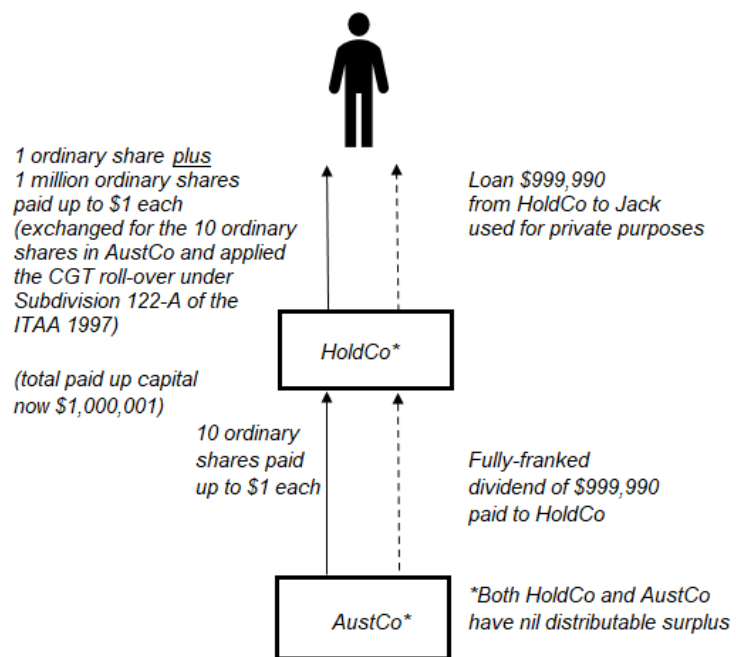 1 ordinary share plus
1 million ordinary shares
paid up to $1 each
(exchanged for the 10 ordinary
shares in AustCo and applied
the CGT roll-over under
Subdivision 122-A of the
ITAA 1997)
(total paid up capital
now $1,000,001)
Loan $999,990
from HoldCo to Jack
used for private purposes
HoldCo*
10 ordinary
shares paid
up to $1 each
Fully-franked
dividend of $999,990
paid to HoldCo
AustCo*
*Both HoldCo and AustCo
have nil distributable surplus